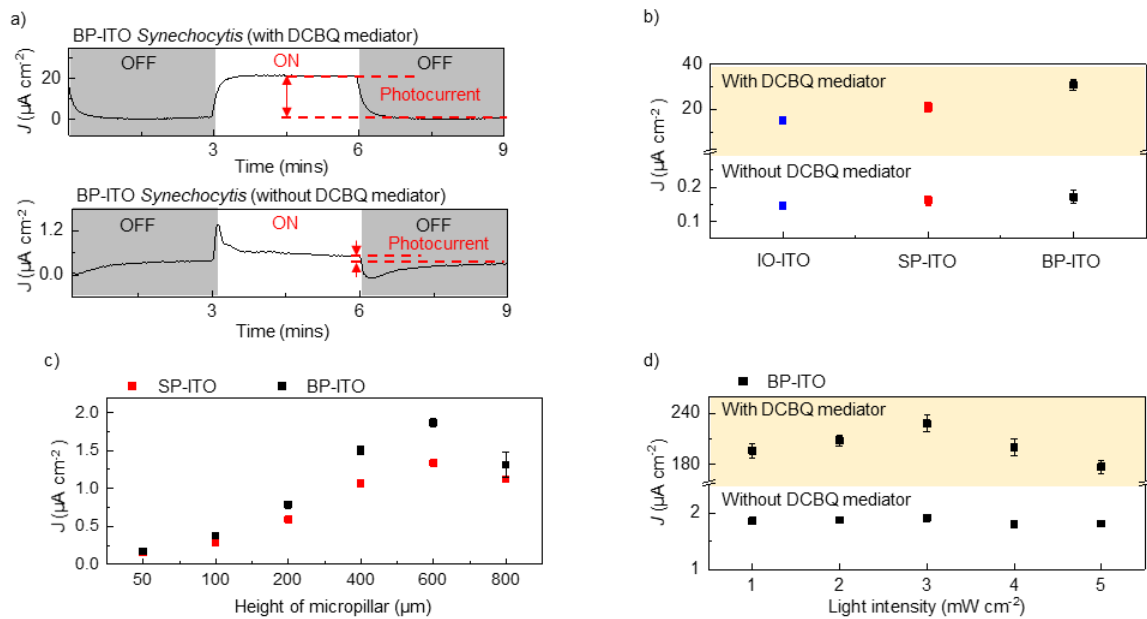 a)
BP-ITO Synechocytis (with DCBQ mediator)
OFF ON OFF
Photocurrent
20
0
J (µA cm-2)
3 6 9
Time (mins)
BP-ITO Synechocytis (without DCBQ mediator)
OFF ON OFF
Photocurrent
1.2
0.0
J (µA cm-2)
3 6 9
Time (mins)
b)
40
With DCBQ mediator
20
Without DCBQ mediator
0.2
0.1
J (µA cm-2)
IO-ITO SP-ITO BP-ITO
c)
SP-ITO BP-ITO
2.0
1.5
1.0
0.5
0.0
J (µA cm-2)
50 100 200 400 600 800
Height of micropillar (µm)
d)
BP-ITO
240
With DCBQ mediator
180
Without DCBQ mediator
2
1
J (µA cm-2)
1 2 3 4 5
Light intensity (mW cm-2)